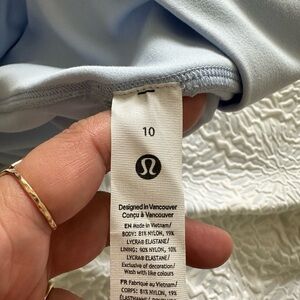 10
Designed in Vancouver
Conçu à Vancouver
EN Made in Vietnam/
BODY: 81% NYLON, 19%
LYCRA® ELASTANE/
LINING: 90% NYLON, 10%
LYCRA® ELASTANE/
Exclusive of decoration/
Wash with like colours
FR Fabriqué au Vietnam/
CORPS: 81% NYLON, 19%